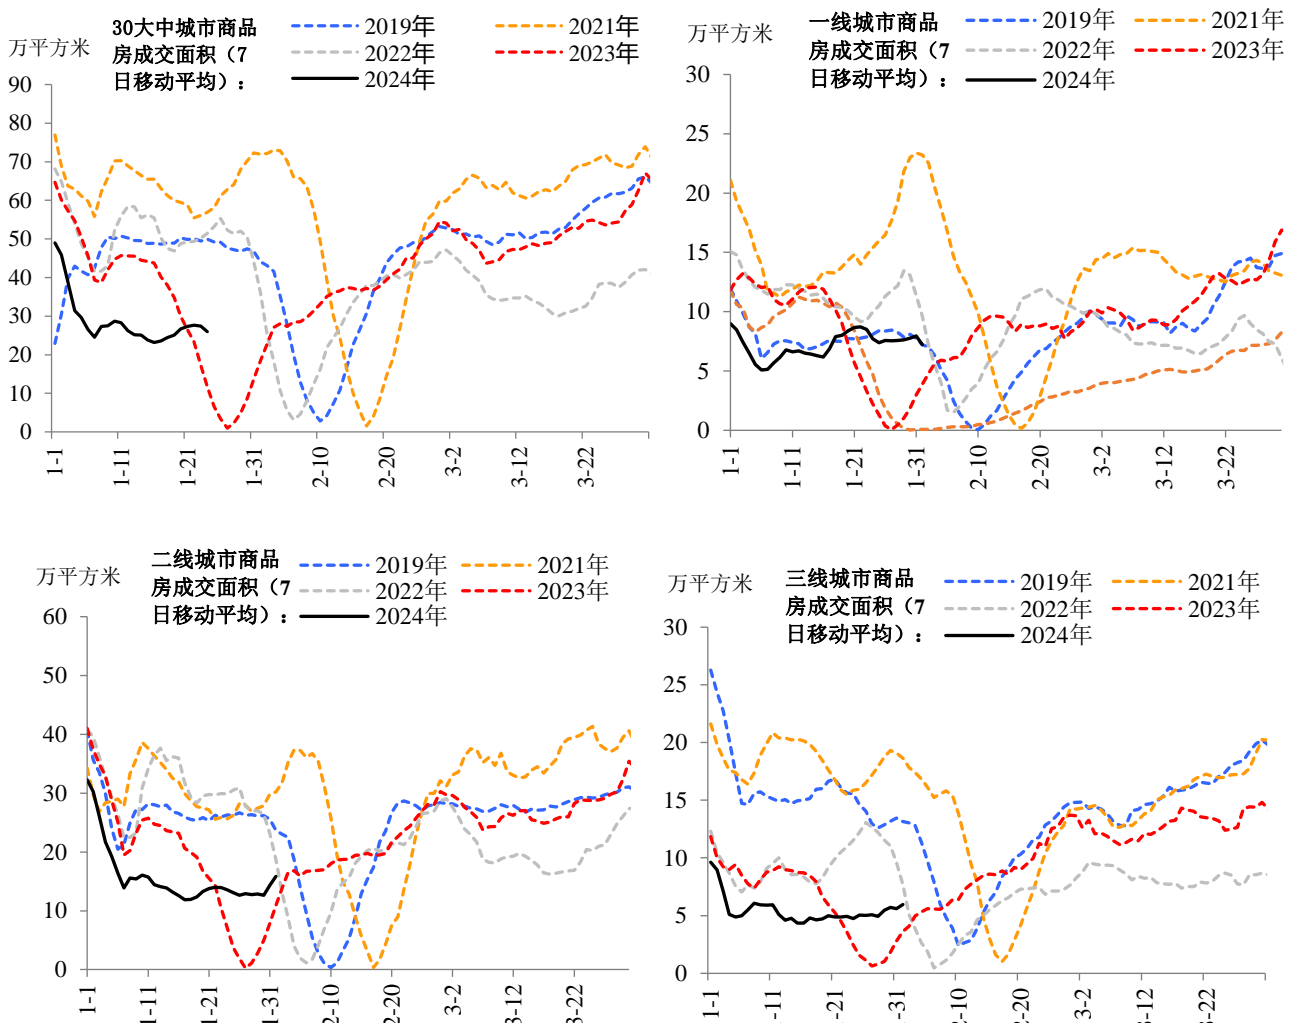 30大中城市商品
房成交面积（7
日移动平均）：
2019年
2021年
2022年
2023年
2024年
万平方米
90
80
70
60
50
40
30
20
10
0
1-1
1-11
1-21
1-31
2-10
2-20
3-2
3-12
3-22
一线城市商品
房成交面积（7
日移动平均）：
2019年
2021年
2022年
2023年
2024年
万平方米
30
25
20
15
10
5
0
1-1
1-11
1-21
1-31
2-10
2-20
3-2
3-12
3-22
二线城市商品
房成交面积（7
日移动平均）：
2019年
2021年
2022年
2023年
2024年
万平方米
60
50
40
30
20
10
0
1-1
1-11
1-21
1-31
2-10
2-20
3-2
3-12
3-22
三线城市商品
房成交面积（7
日移动平均）：
2019年
2021年
2022年
2023年
2024年
万平方米
30
25
20
15
10
5
0
1-1
1-11
1-21
1-31
2-10
2-20
3-2
3-12
3-22